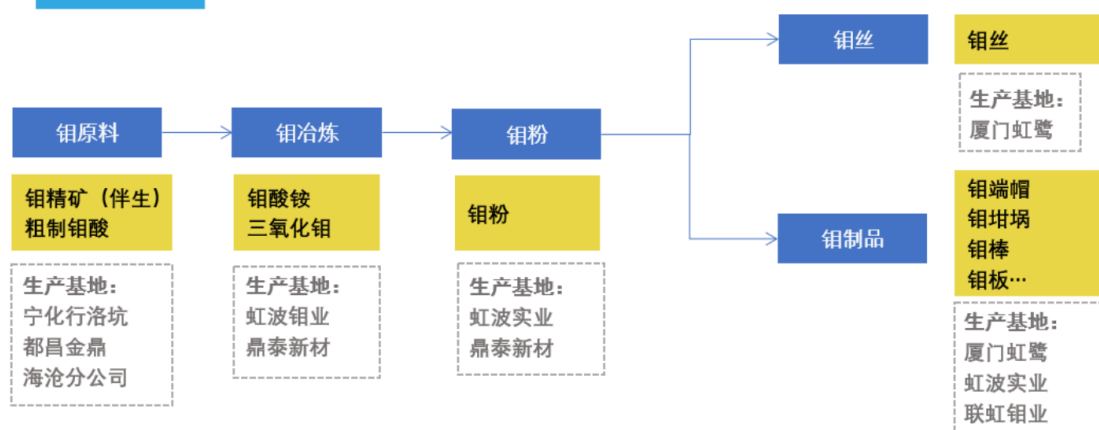 钼原料
钼精矿（伴生）
粗制钼酸
生产基地：
宁化行洛坑
都昌金鼎
海沧分公司
钼冶炼
钼酸铵
三氧化钼
生产基地：
虹波钼业
鼎泰新材
钼粉
钼粉
生产基地：
虹波实业
鼎泰新材
钼丝
钼丝
生产基地：
厦门虹鹭
钼制品
钼端帽
钼坩埚
钼棒
钼板…
生产基地：
厦门虹鹭
虹波实业
联虹钼业